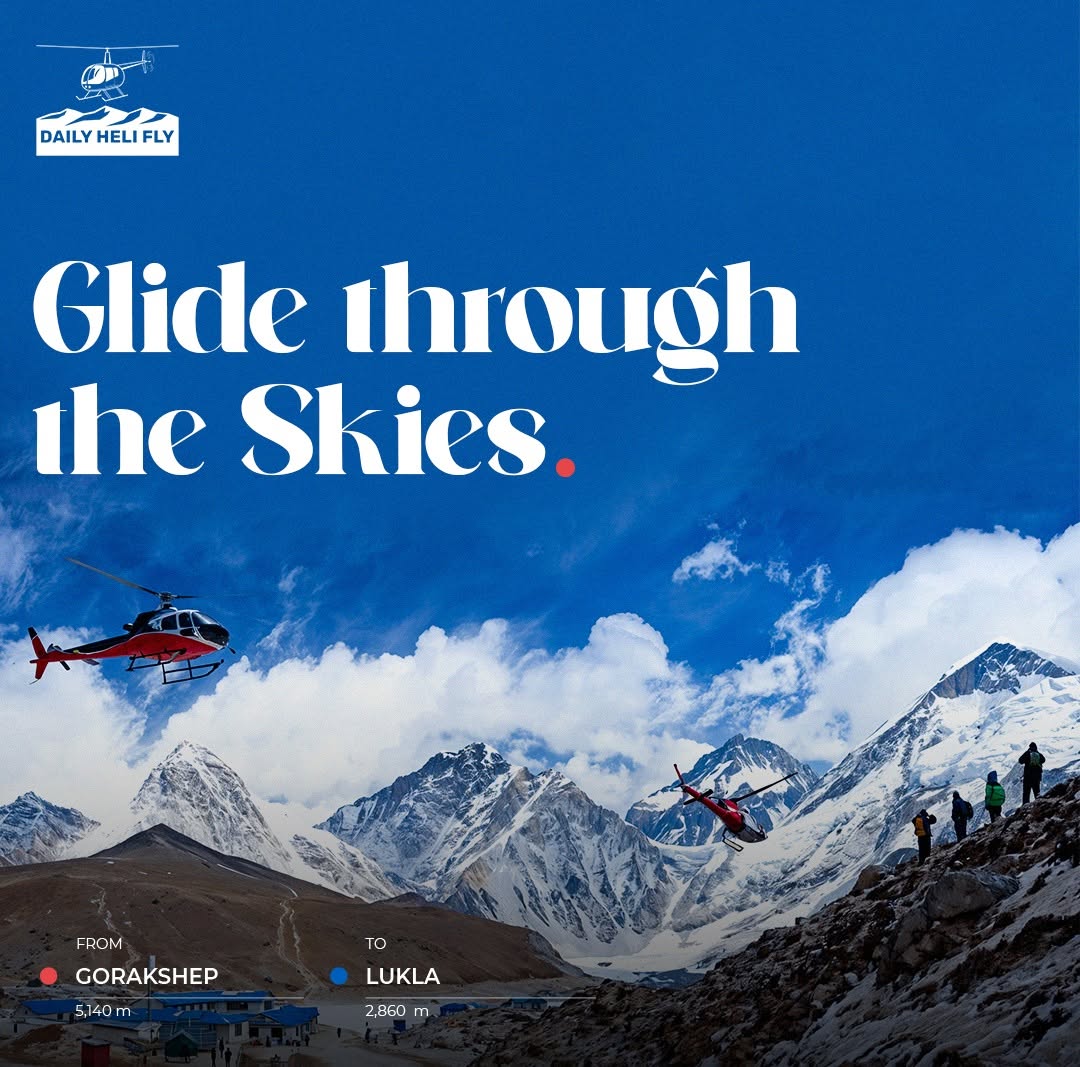 DAILY HELI FLY
Glide through
the Skies.
FROM
GORAKSHEP
5,140 m
TO
LUKLA
2,860 m